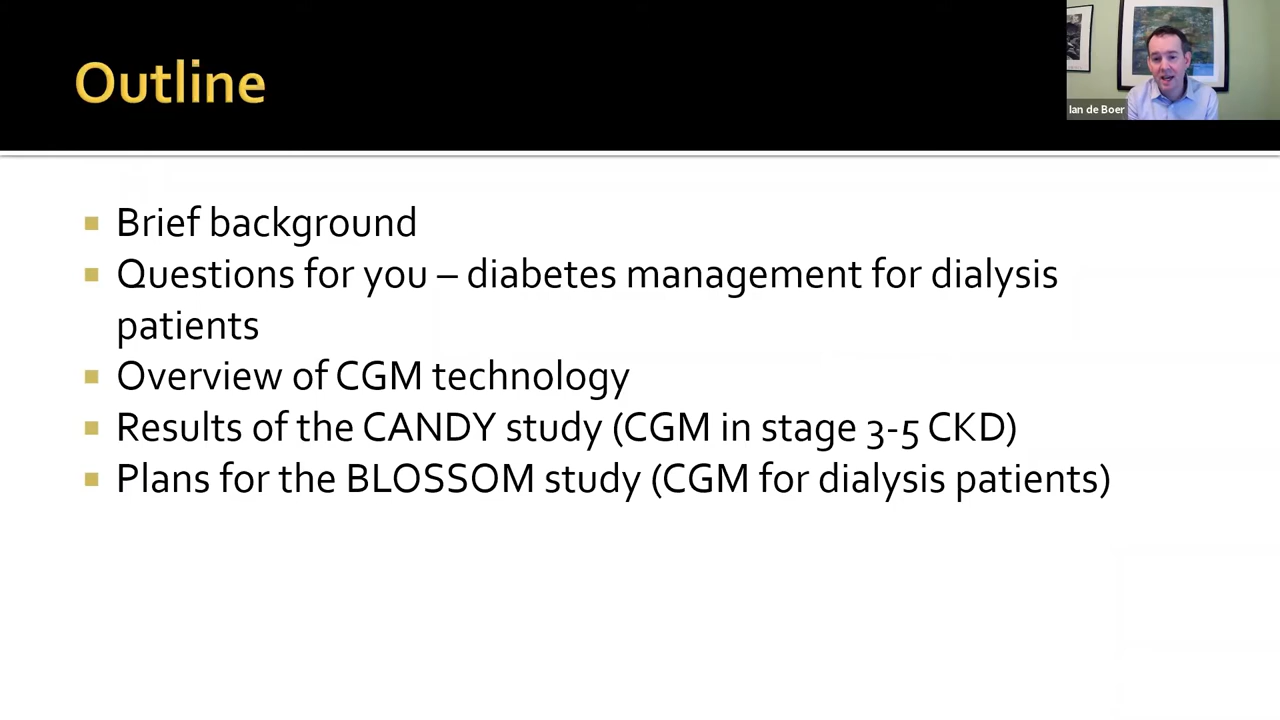 Outline
Ian de Boer
Brief background
Questions for you – diabetes management for dialysis
patients
Overview of CGM technology
Results of the CANDY study (CGM in stage 3-5 CKD)
Plans for the BLOSSOM study (CGM for dialysis patients)